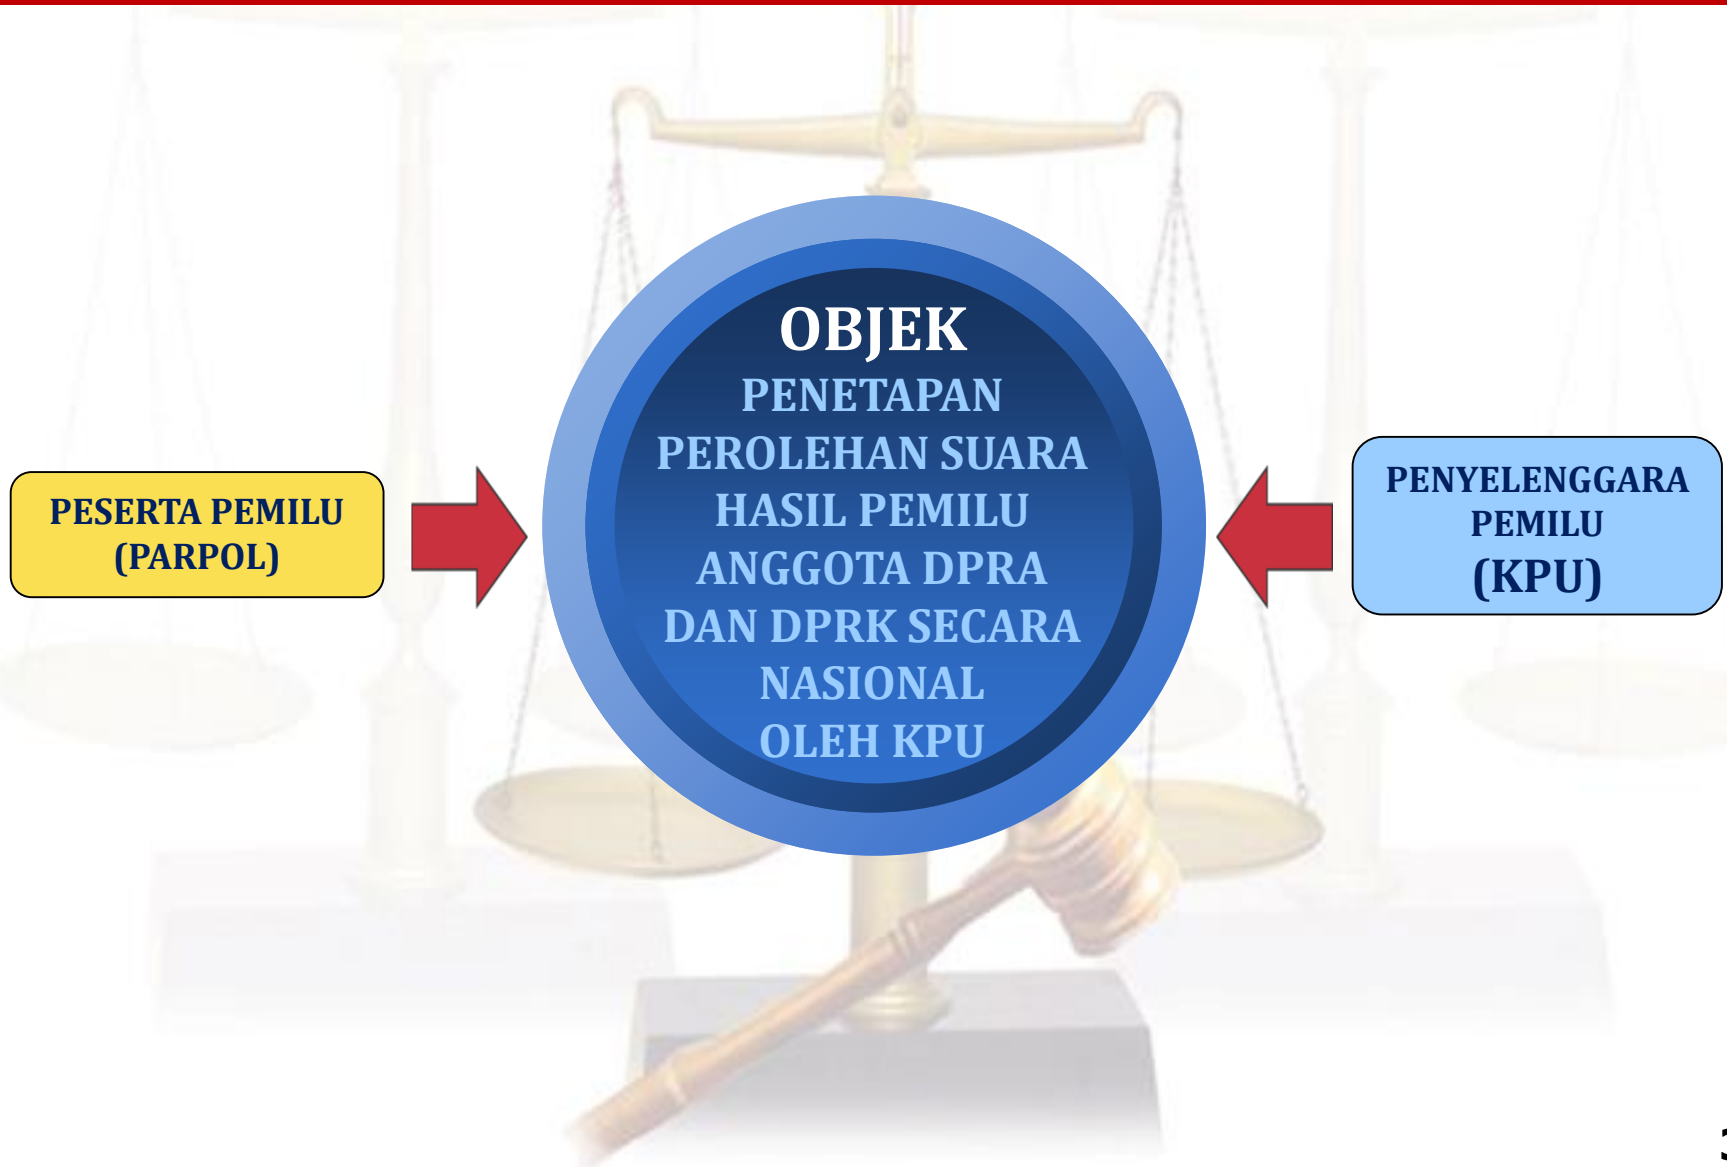 OBJEK
PENETAPAN
PEROLEHAN SUARA
HASIL PEMILU
ANGGOTA DPRA
DAN DPRK SECARA
NASIONAL
OLEH KPU
PESERTA PEMILU
(PARPOL)
PENYELENGGARA
PEMILU
(KPU)